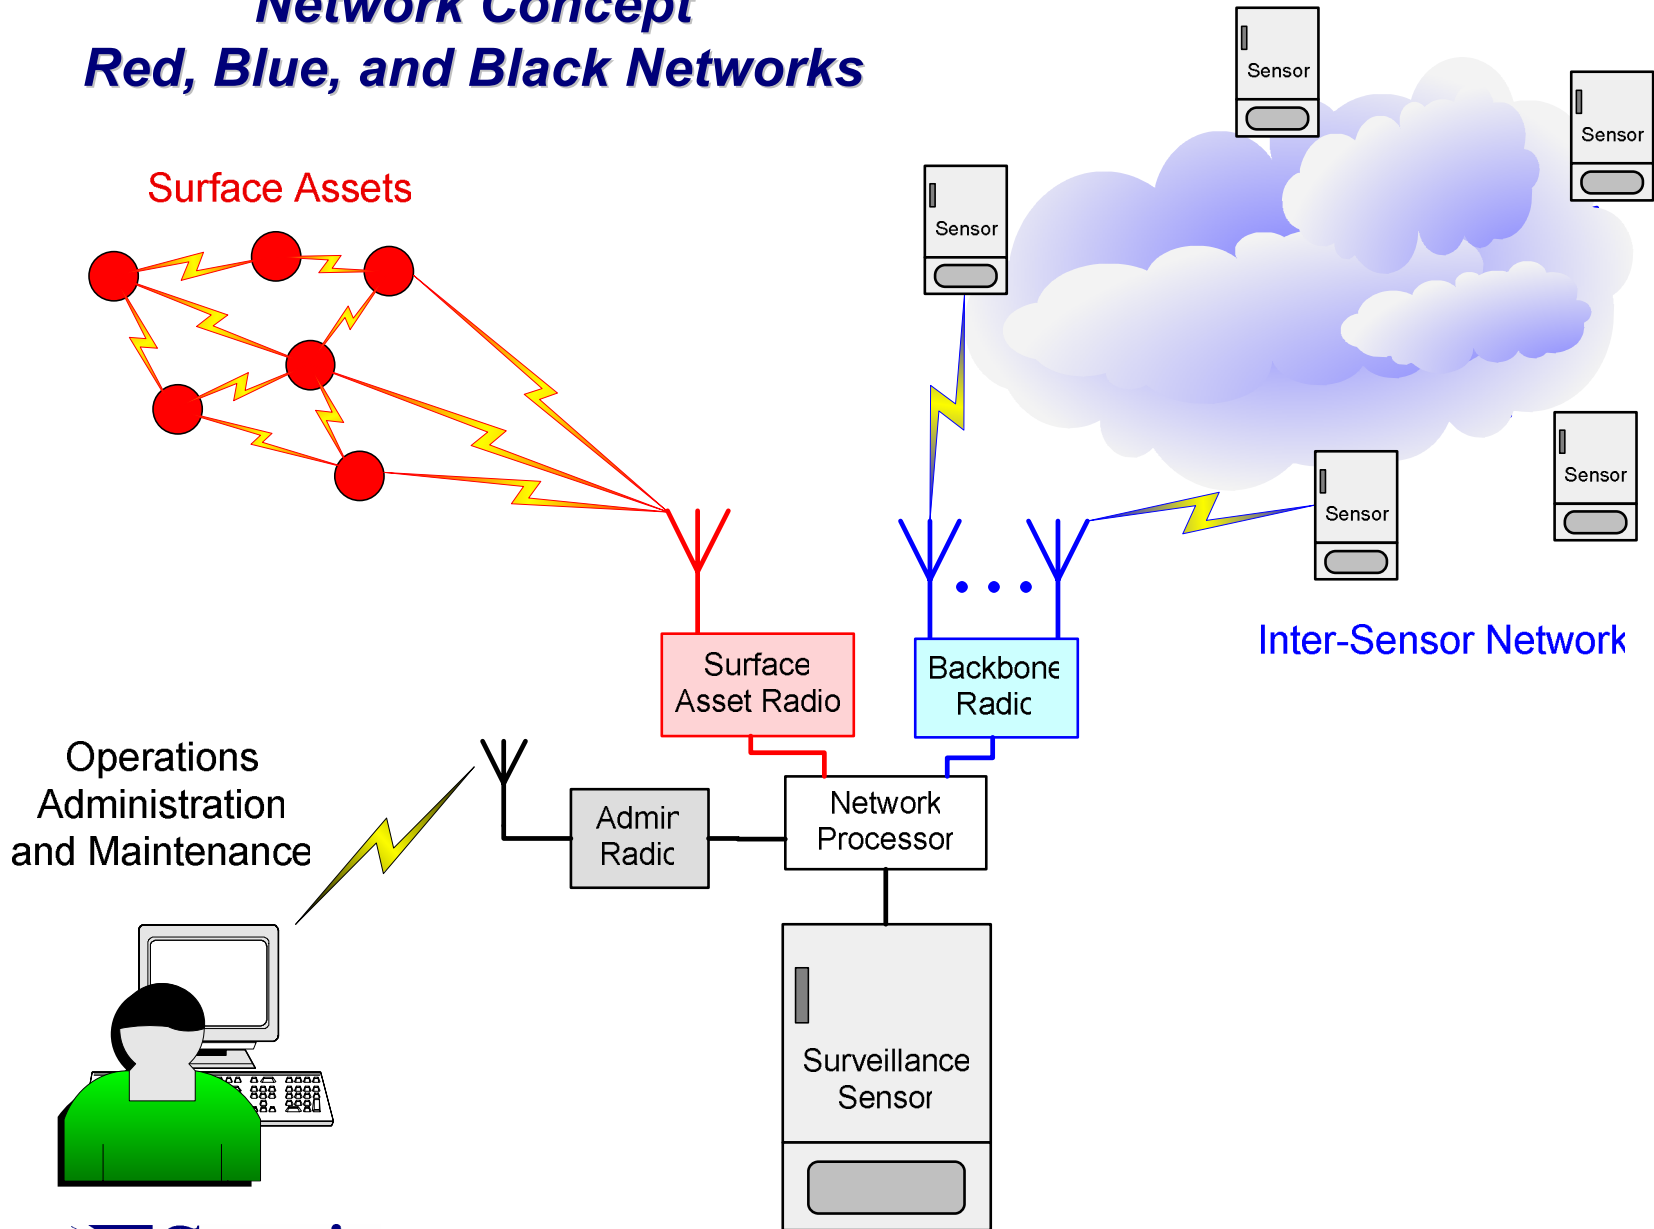 Network Concept
Red, Blue, and Black Networks
Sensor
Sensor
Sensor
Surface Assets
Sensor
Sensor
Inter-Sensor Network
Surface
Asset Radio
Backbone
Radio
Operations
Administration
and Maintenance
Admin
Radio
Network
Processor
Surveillance
Sensor